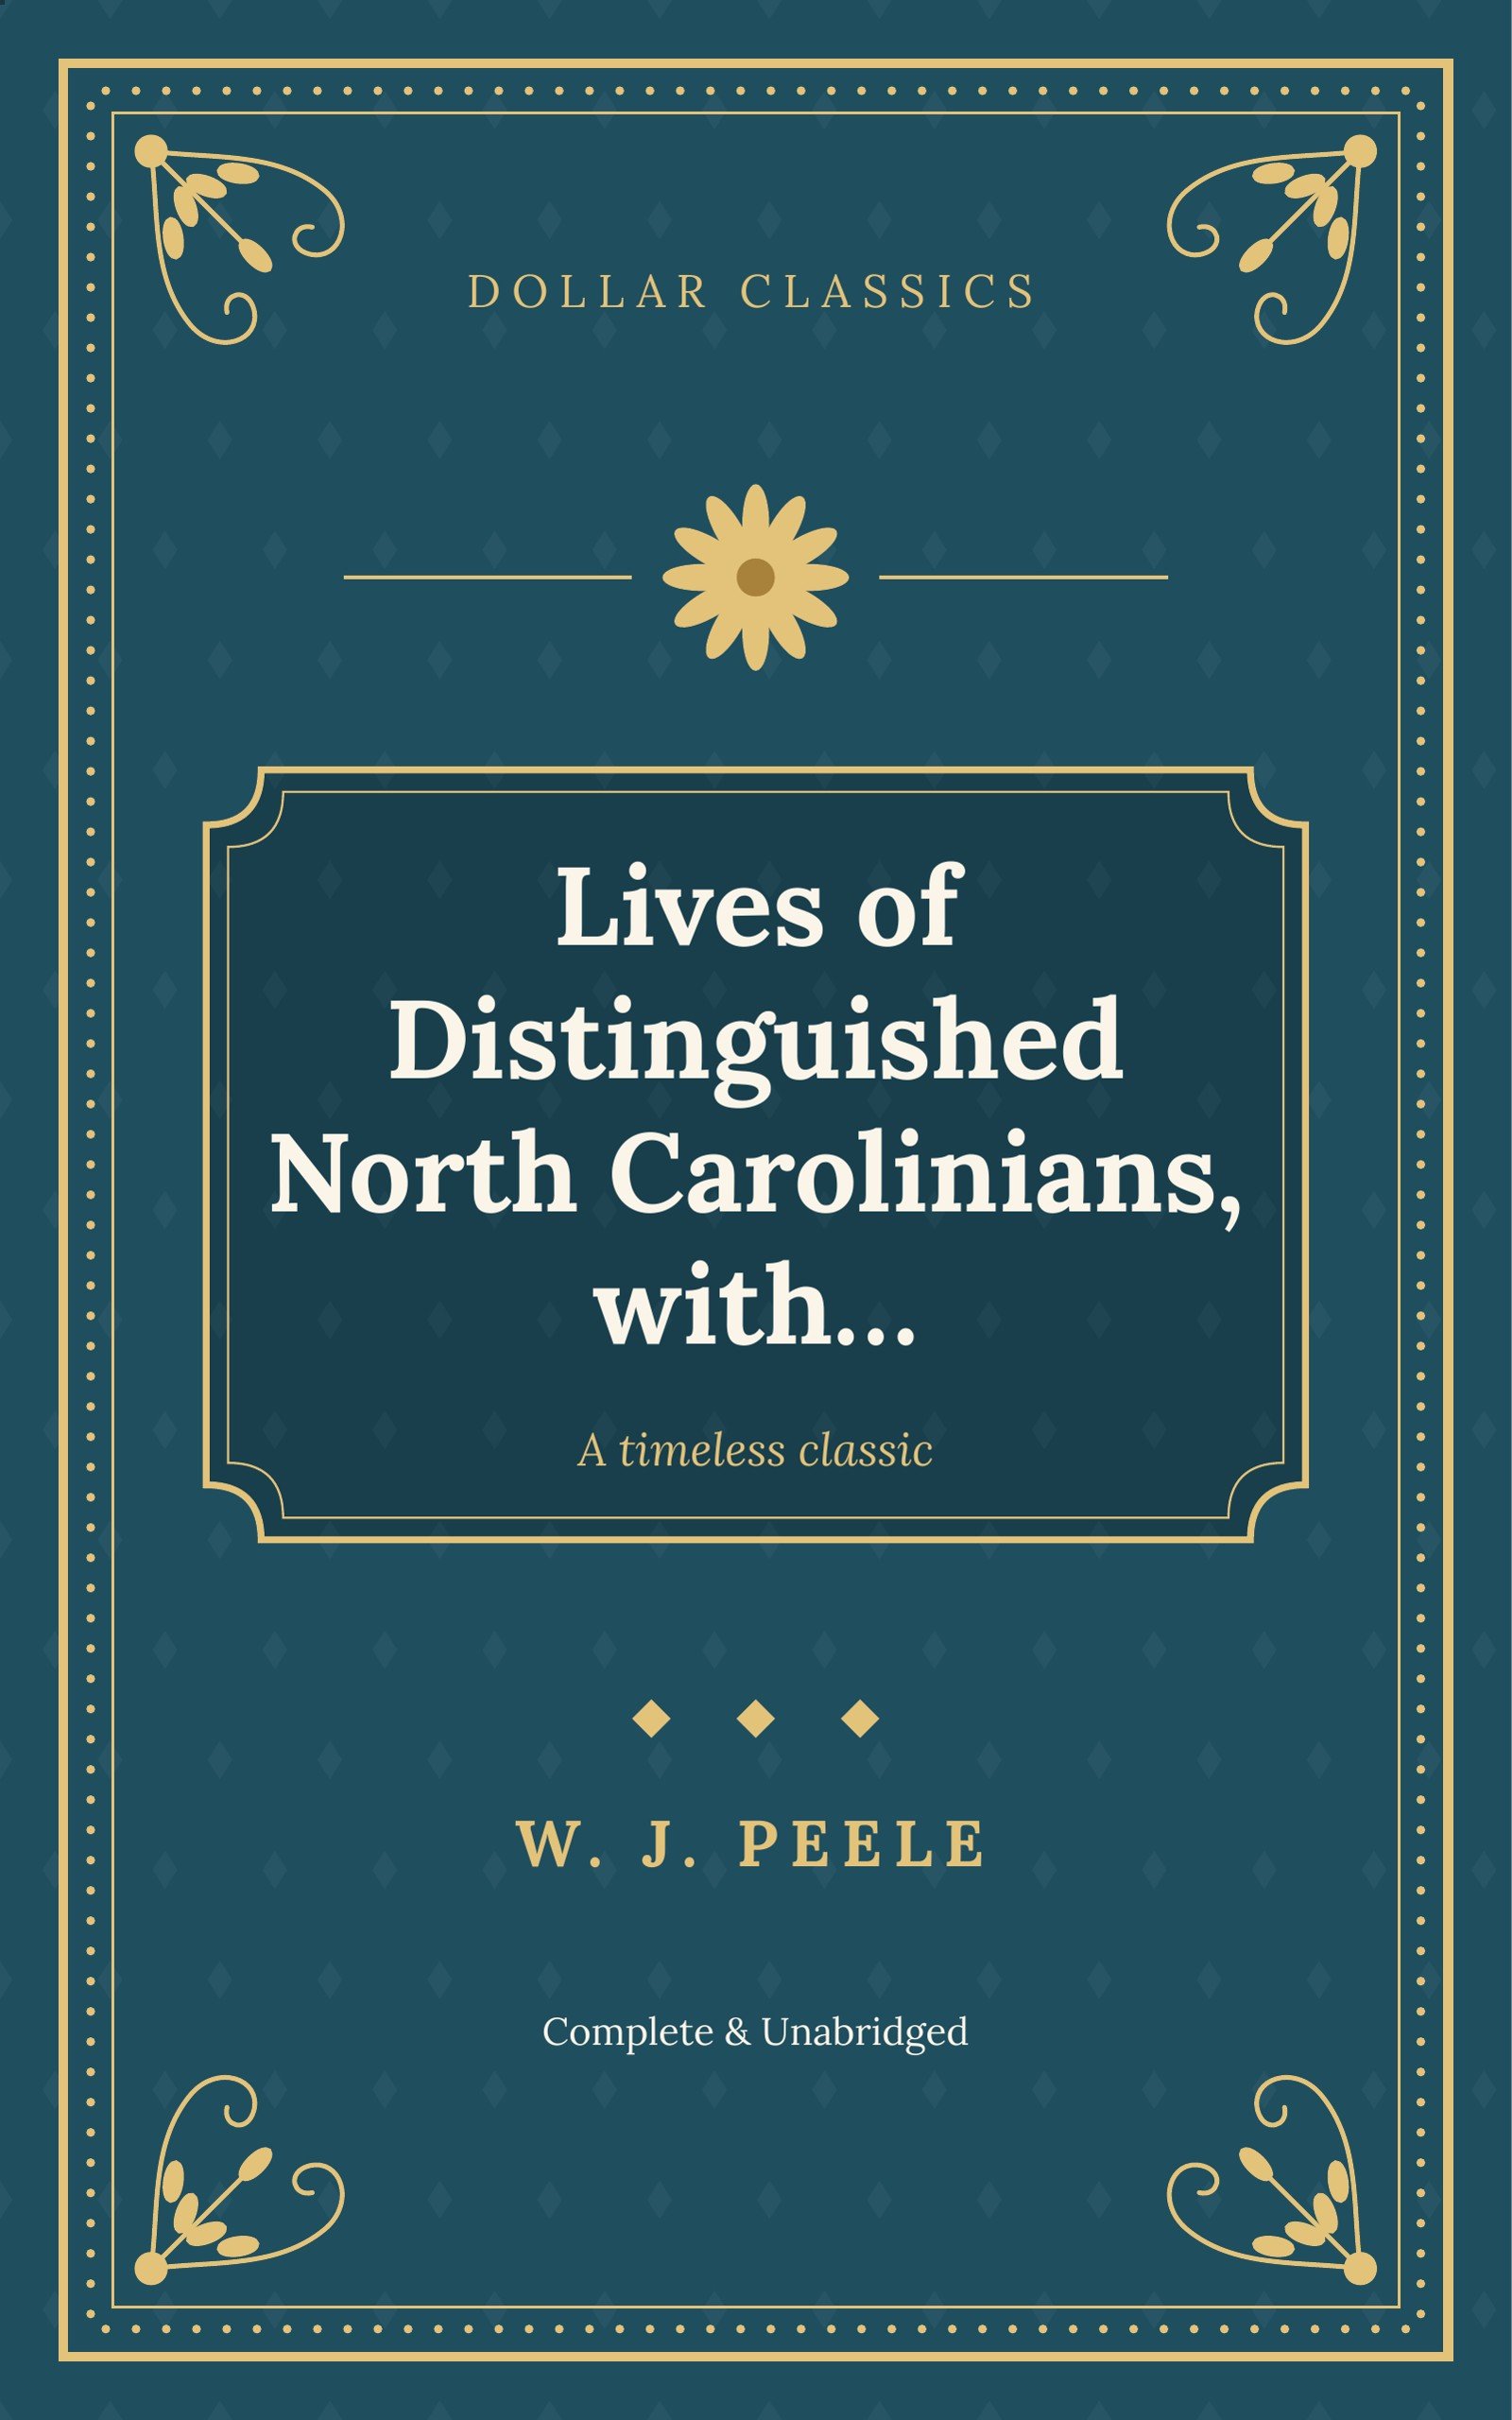 DOLLAR CLASSICS
Lives of
Distinguished
North Carolinians,
with...
A timeless classic
W. J. PEELE
Complete & Unabridged